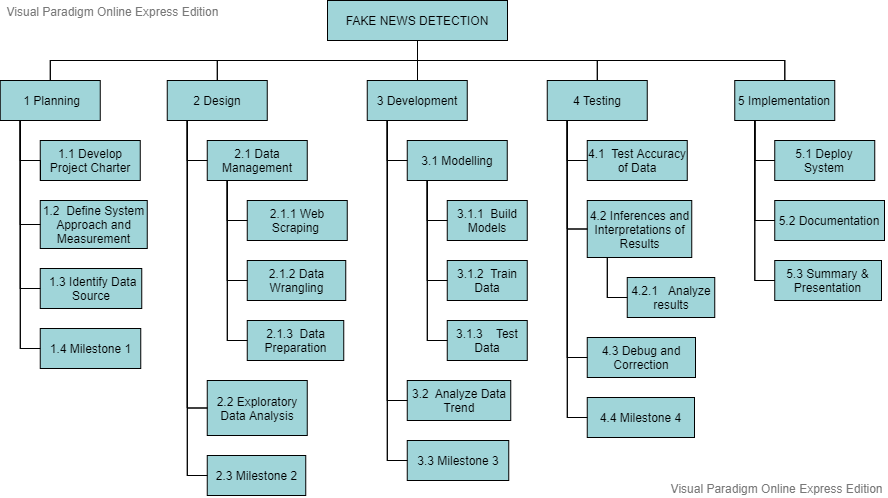 Visual Paradigm Online Express Edition
FAKE NEWS DETECTION
1 Planning
1.1 Develop
Project Charter
1.2 Define System
Approach and
Measurement
1.3 Identify Data
Source
1.4 Milestone 1
2 Design
2.1 Data
Management
2.1.1 Web
Scraping
2.1.2 Data
Wrangling
2.1.3 Data
Preparation
2.2 Exploratory
Data Analysis
2.3 Milestone 2
3 Development
3.1 Modelling
3.1.1 Build
Models
3.1.2 Train
Data
3.1.3 Test
Data
3.2 Analyze Data
Trend
3.3 Milestone 3
4 Testing
4.1 Test Accuracy
of Data
4.2 Inferences and
Interpretations of
Results
4.2.1 Analyze
results
4.3 Debug and
Correction
4.4 Milestone 4
5 Implementation
5.1 Deploy
System
5.2 Documentation
5.3 Summary &
Presentation
Visual Paradigm Online Express Edition